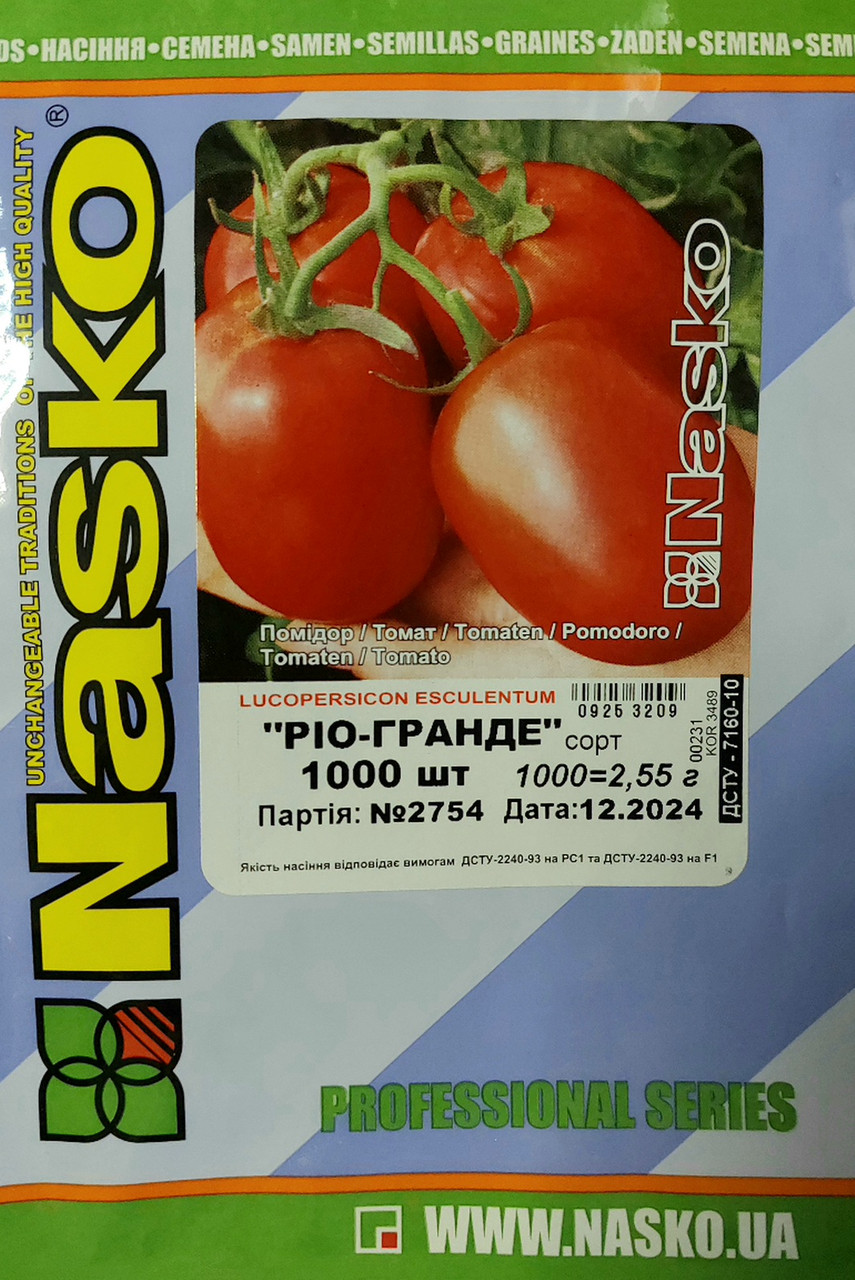 DS•НАСІННЯ•СЕМЕНА•SAMEN•SEMILLAS•GRAINES•ZADEN•SEMENA•SEM
Nasko®
UNCHANGEABLE TRADITIONS OF THE HIGH QUALITY
Nasko
Помідор / Томат / Tomaten / Pomodoro /
Tomaten / Tomato
LUCOPERSICON ESCULENTUM
0925 3209
"РІО-ГРАНДЕ" сорт
1000 шт 1000=2,55 г
Партія: №2754 Дата:12.2024
00231
KOR 3489
ДСТУ - 7160-10
Якість насіння відповідає вимогам ДСТУ-2240-93 на РС1 та ДСТУ-2240-93 на F1
PROFESSIONAL SERIES
WWW.NASKO.UA